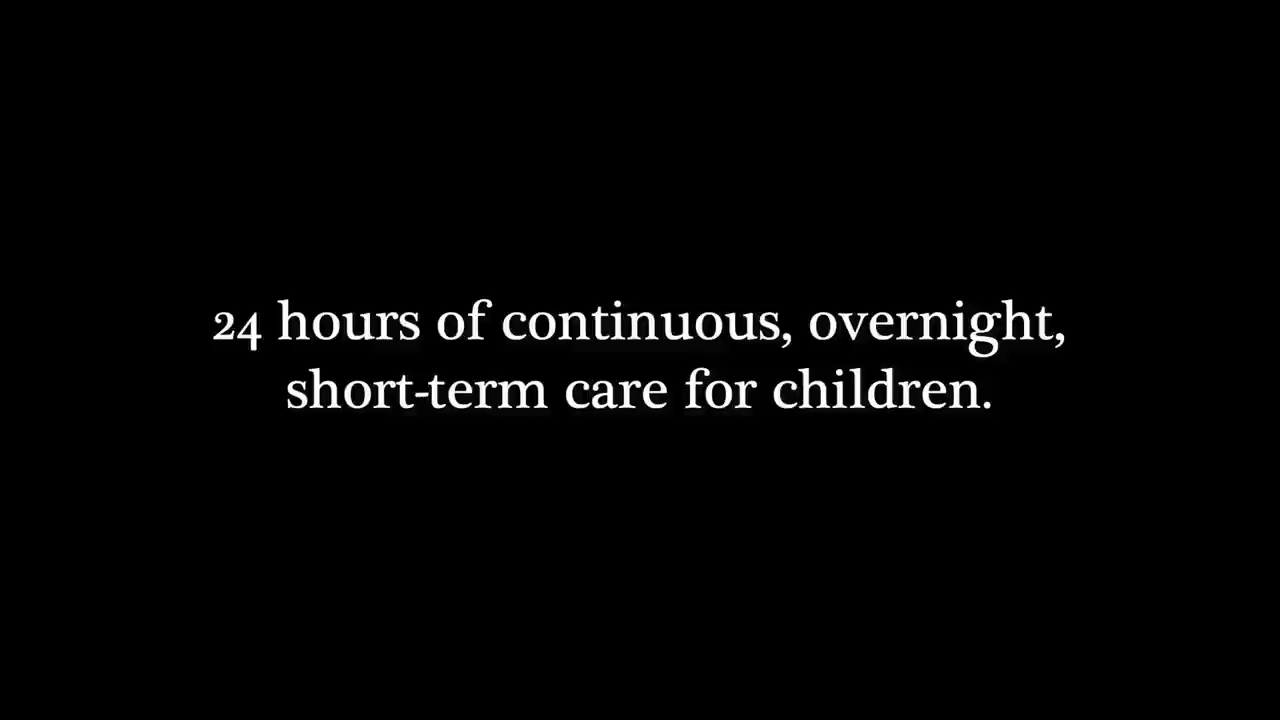 24 hours of continuous, overnight,
short-term care for children.